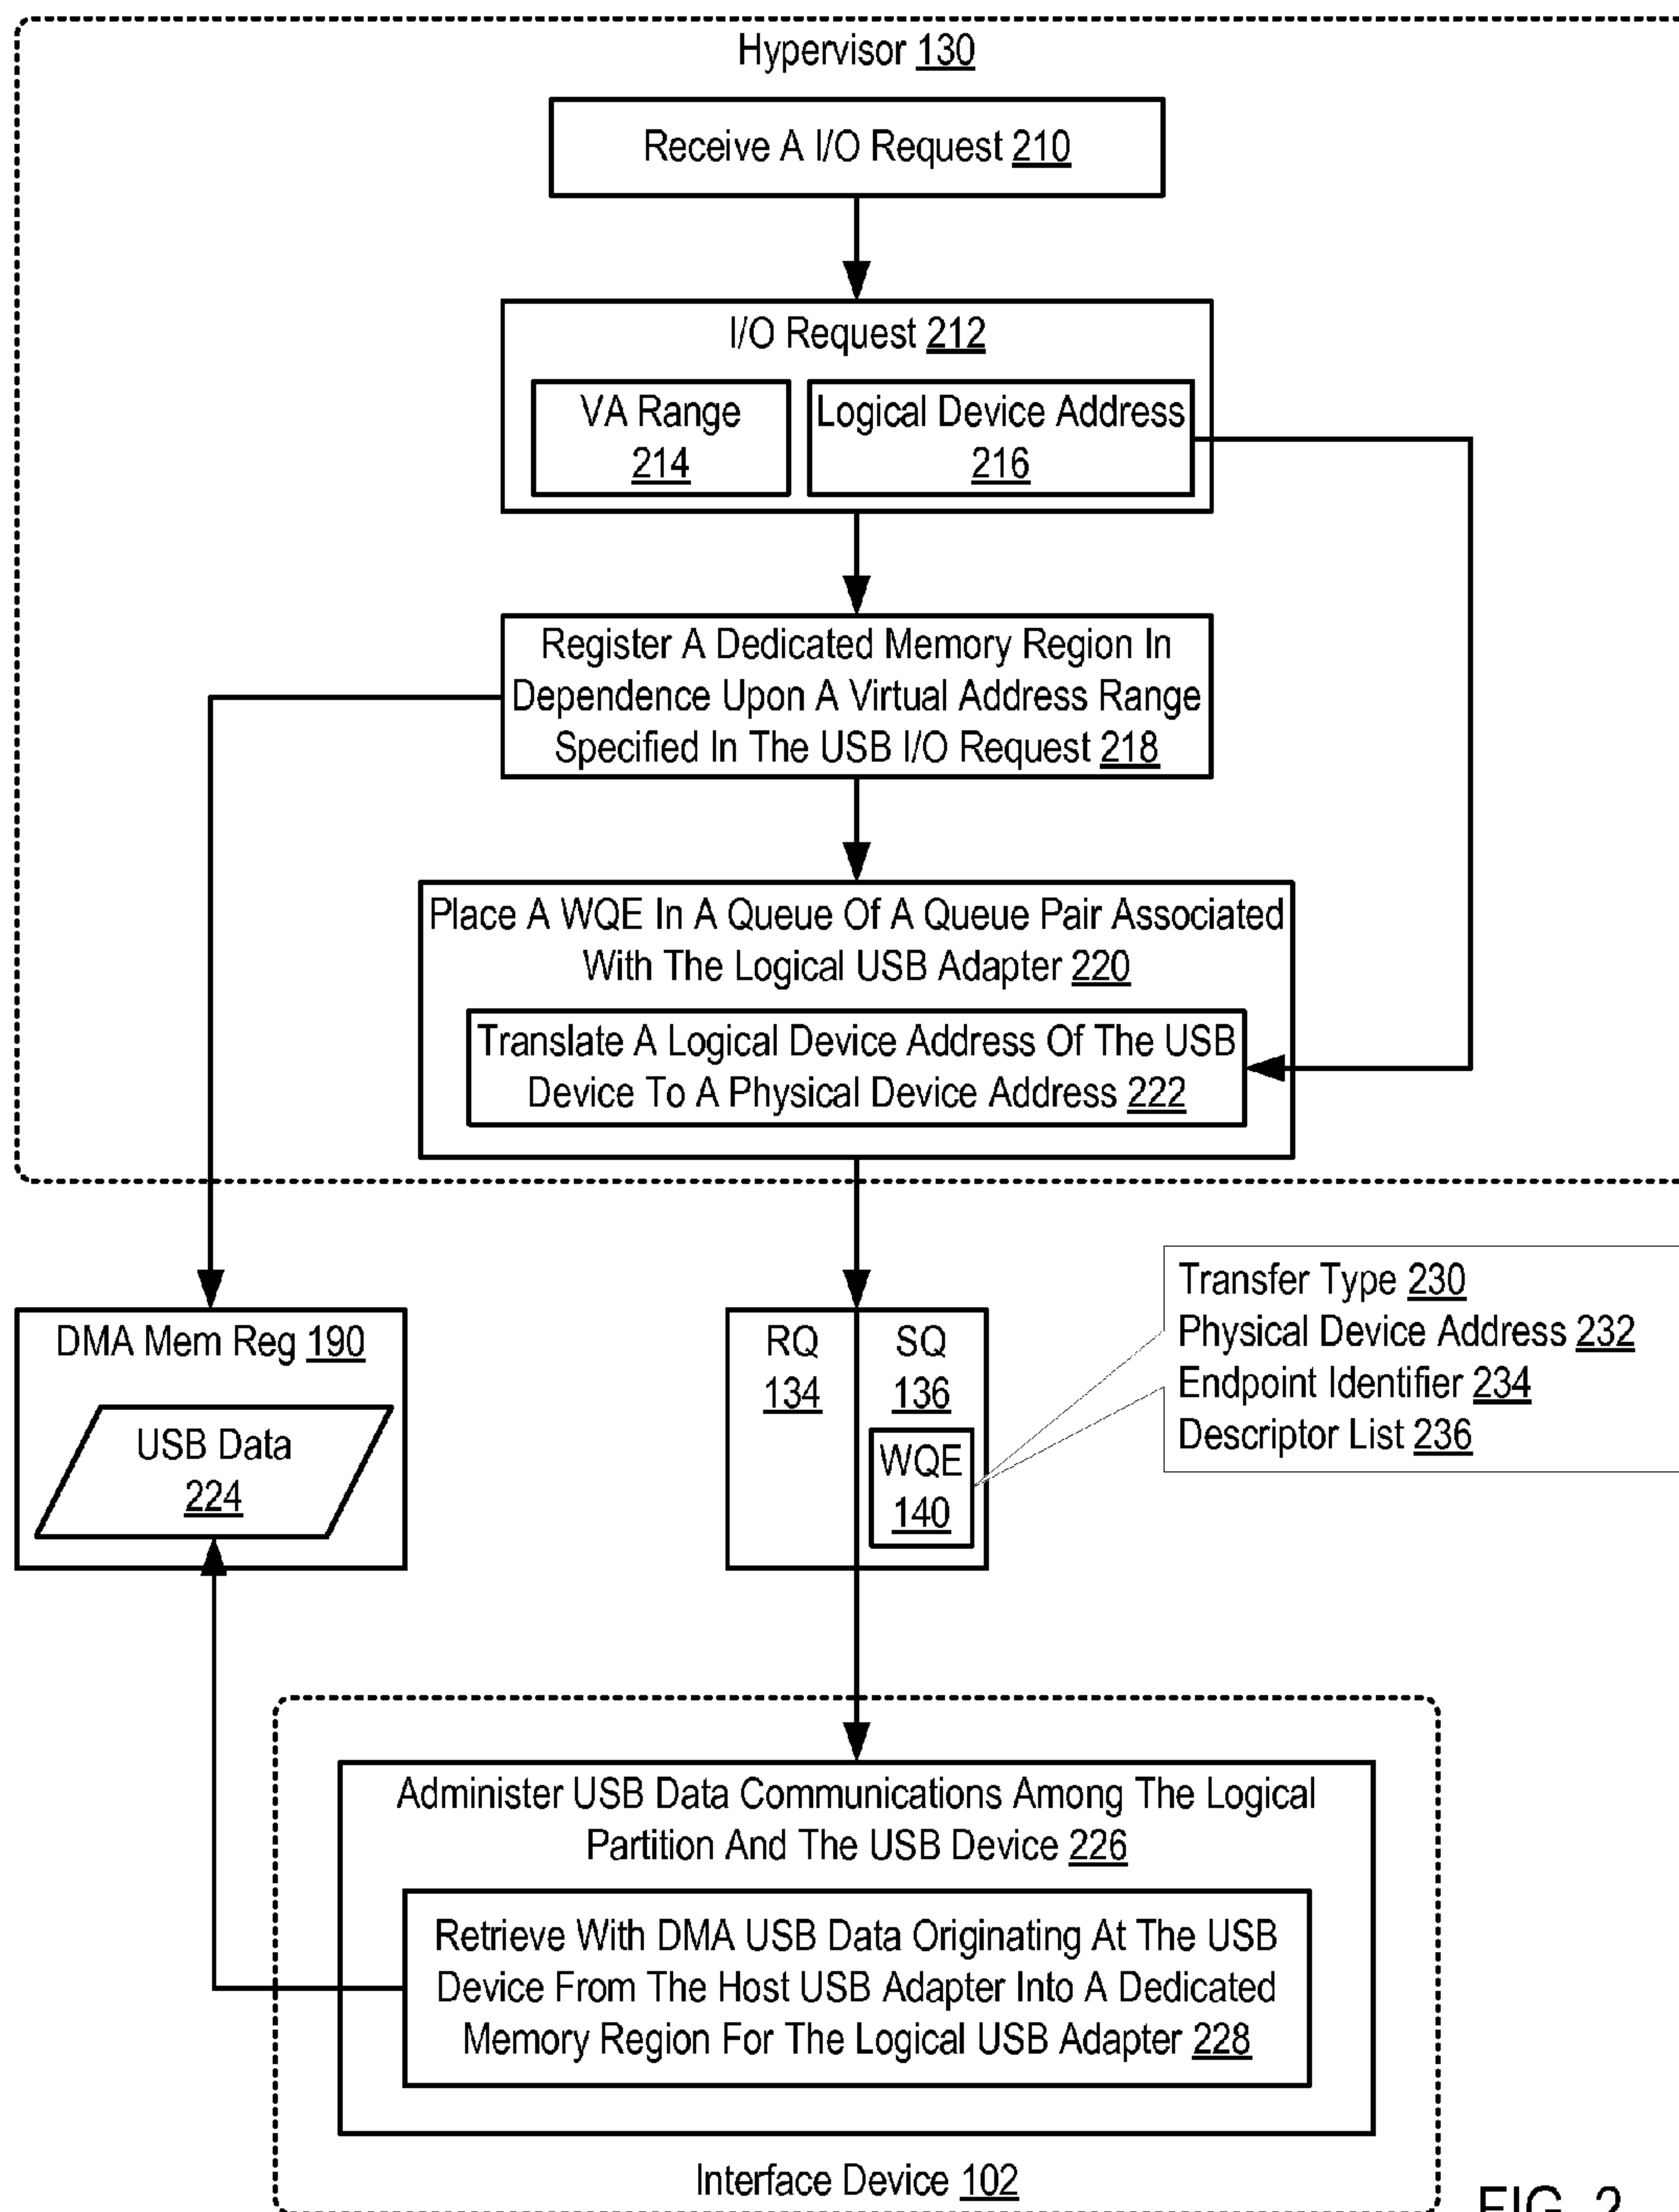 Hypervisor 130
Receive A I/O Request 210
I/O Request 212
VA Range
214
Logical Device Address
216
Register A Dedicated Memory Region In
Dependence Upon A Virtual Address Range
Specified In The USB I/O Request 218
Place A WQE In A Queue Of A Queue Pair Associated
With The Logical USB Adapter 220
Translate A Logical Device Address Of The USB
Device To A Physical Device Address 222
DMA Mem Reg 190
USB Data
224
RQ
134
SQ
136
WQE
140
Transfer Type 230
Physical Device Address 232
Endpoint Identifier 234
Descriptor List 236
Administer USB Data Communications Among The Logical
Partition And The USB Device 226
Retrieve With DMA USB Data Originating At The USB
Device From The Host USB Adapter Into A Dedicated
Memory Region For The Logical USB Adapter 228
Interface Device 102
FIG. 2